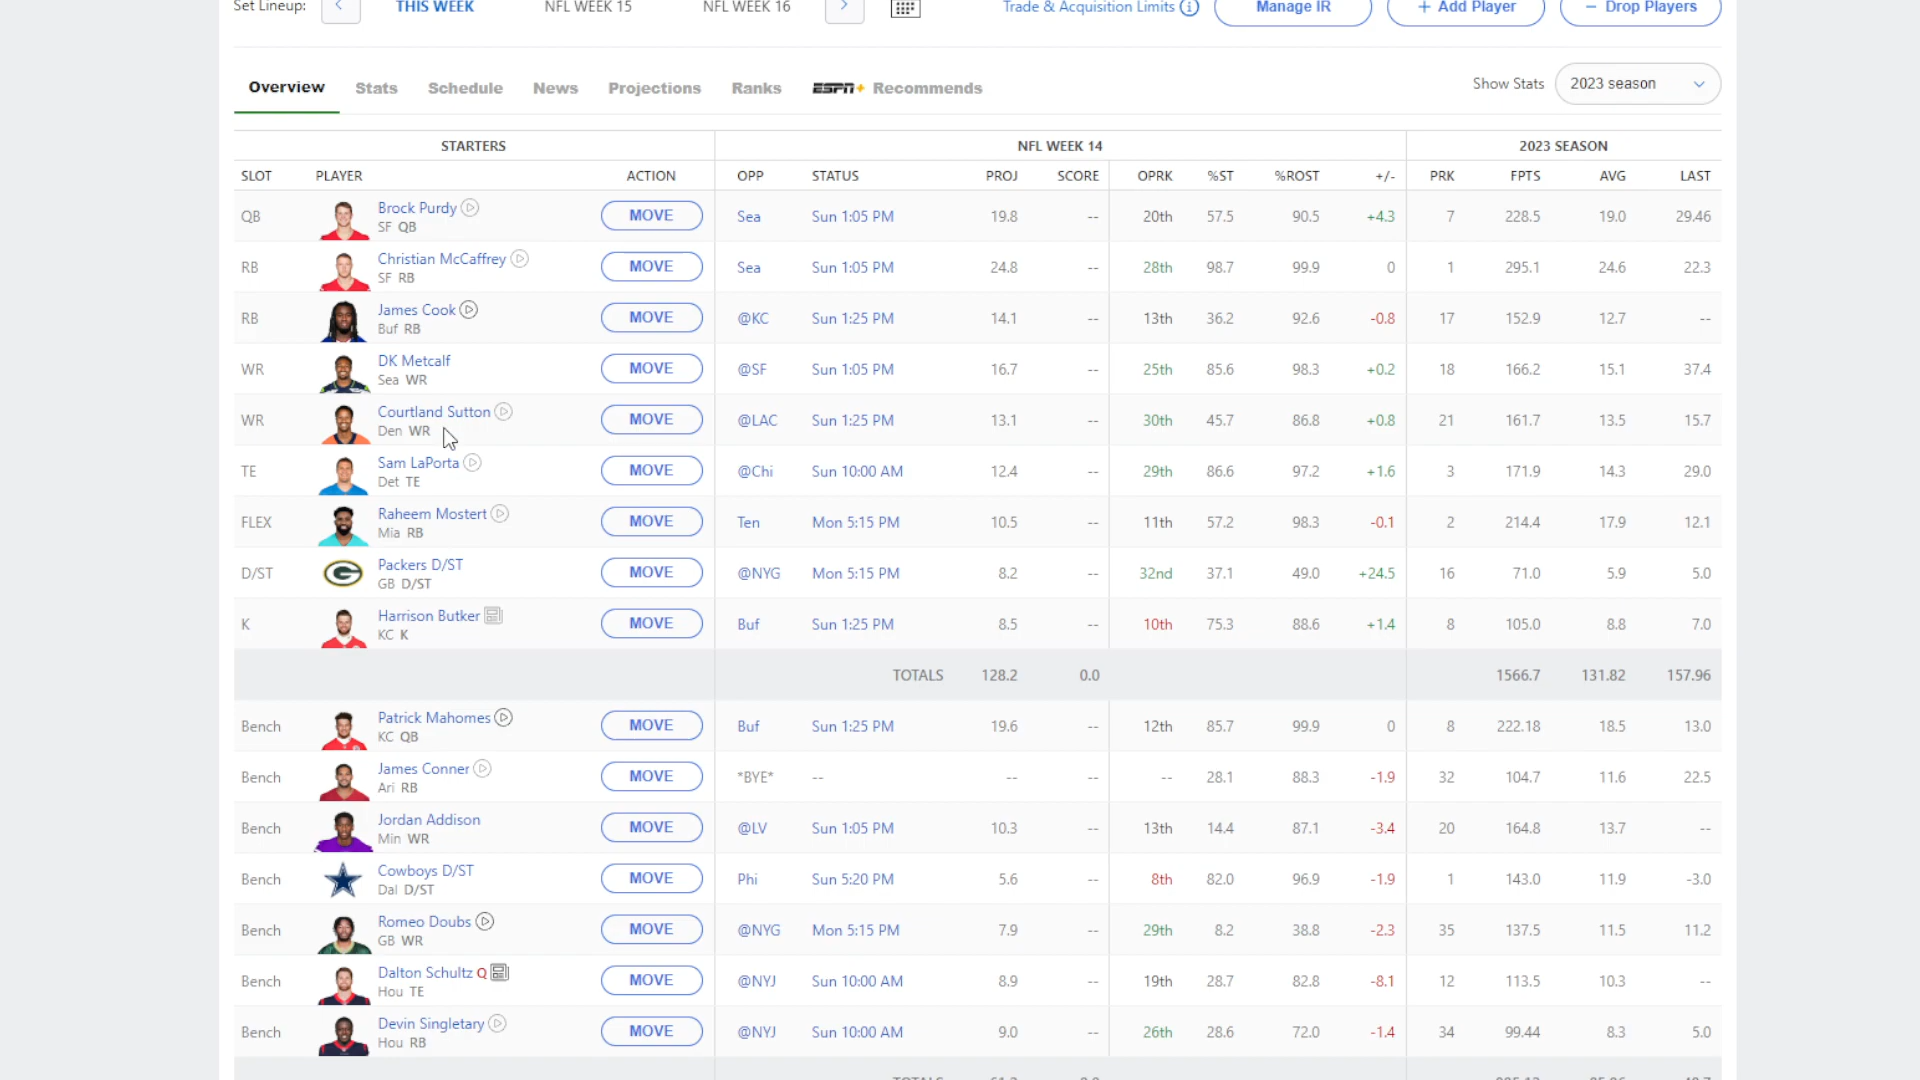 Set Lineup: THIS WEEK NFL WEEK 15 NFL WEEK 16 Trade & Acquisition Limits Manage IR + Add Player − Drop Players
Overview Stats Schedule News Projections Ranks ESPN+ Recommends Show Stats 2023 season
STARTERS NFL WEEK 14 2023 SEASON
SLOT PLAYER ACTION OPP STATUS PROJ SCORE OPRK %ST %ROST +/- PRK FPTS AVG LAST
QB Brock Purdy MOVE Sea Sun 1:05 PM 19.8 -- 20th 57.5 90.5 +4.3 7 228.5 19.0 29.46
SF QB
RB Christian McCaffrey MOVE Sea Sun 1:05 PM 24.8 -- 28th 98.7 99.9 0 1 295.1 24.6 22.3
SF RB
RB James Cook MOVE @KC Sun 1:25 PM 14.1 -- 13th 36.2 92.6 -0.8 17 152.9 12.7 --
Buf RB
WR DK Metcalf MOVE @SF Sun 1:05 PM 16.7 -- 25th 85.6 98.3 +0.2 18 166.2 15.1 37.4
Sea WR
WR Courtland Sutton MOVE @LAC Sun 1:25 PM 13.1 -- 30th 45.7 86.8 +0.8 21 161.7 13.5 15.7
Den WR
TE Sam LaPorta MOVE @Chi Sun 10:00 AM 12.4 -- 29th 86.6 97.2 +1.6 3 171.9 14.3 29.0
Det TE
FLEX Raheem Mostert MOVE Ten Mon 5:15 PM 10.5 -- 11th 57.2 98.3 -0.1 2 214.4 17.9 12.1
Mia RB
D/ST Packers D/ST MOVE @NYG Mon 5:15 PM 8.2 -- 32nd 37.1 49.0 +24.5 16 71.0 5.9 5.0
GB D/ST
K Harrison Butker MOVE Buf Sun 1:25 PM 8.5 -- 10th 75.3 88.6 +1.4 8 105.0 8.8 7.0
KC K
TOTALS 128.2 0.0 1566.7 131.82 157.96
Bench Patrick Mahomes MOVE Buf Sun 1:25 PM 19.6 -- 12th 85.7 99.9 0 8 222.18 18.5 13.0
KC QB
Bench James Conner MOVE *BYE* -- -- -- -- 28.1 88.3 -1.9 32 104.7 11.6 22.5
Ari RB
Bench Jordan Addison MOVE @LV Sun 1:05 PM 10.3 -- 13th 14.4 87.1 -3.4 20 164.8 13.7 --
Min WR
Bench Cowboys D/ST MOVE Phi Sun 5:20 PM 5.6 -- 8th 82.0 96.9 -1.9 1 143.0 11.9 -3.0
Dal D/ST
Bench Romeo Doubs MOVE @NYG Mon 5:15 PM 7.9 -- 29th 8.2 38.8 -2.3 35 137.5 11.5 11.2
GB WR
Bench Dalton Schultz Q MOVE @NYJ Sun 10:00 AM 8.9 -- 19th 28.7 82.8 -8.1 12 113.5 10.3 --
Hou TE
Bench Devin Singletary MOVE @NYJ Sun 10:00 AM 9.0 -- 26th 28.6 72.0 -1.4 34 99.44 8.3 5.0
Hou RB